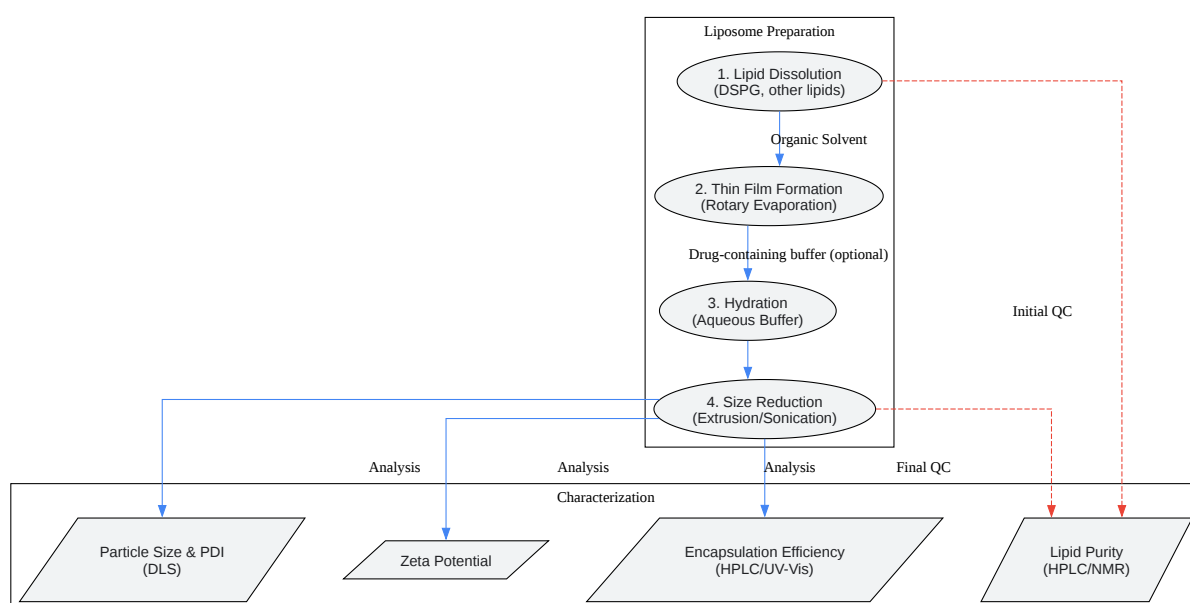 Liposome Preparation
1. Lipid Dissolution
(DSPG, other lipids)
Organic Solvent
2. Thin Film Formation
(Rotary Evaporation)
Drug-containing buffer (optional)
3. Hydration
(Aqueous Buffer)
Initial QC
4. Size Reduction
(Extrusion/Sonication)
Analysis
Analysis
Analysis
Final QC
Characterization
Particle Size & PDI
(DLS)
Zeta Potential
Encapsulation Efficiency
(HPLC/UV-Vis)
Lipid Purity
(HPLC/NMR)